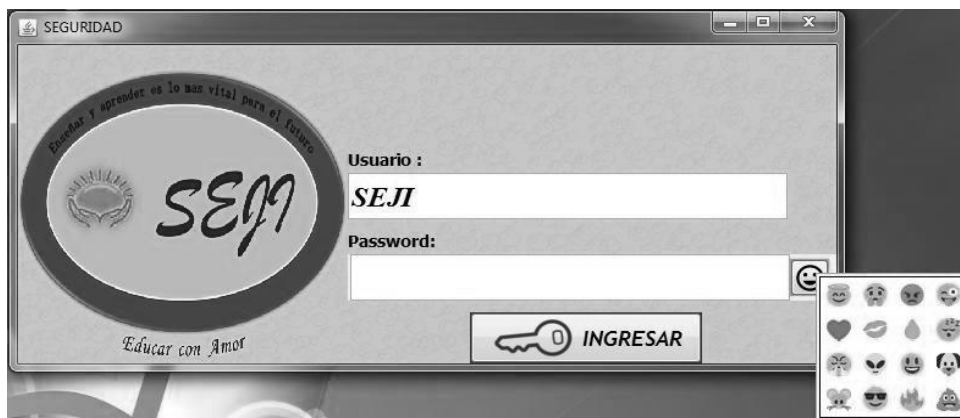 SEGURIDAD
Enseñar y aprender es lo mas vital para el futuro
SEJI
Educar con Amor
Usuario :
SEJI
Password:
INGRESAR